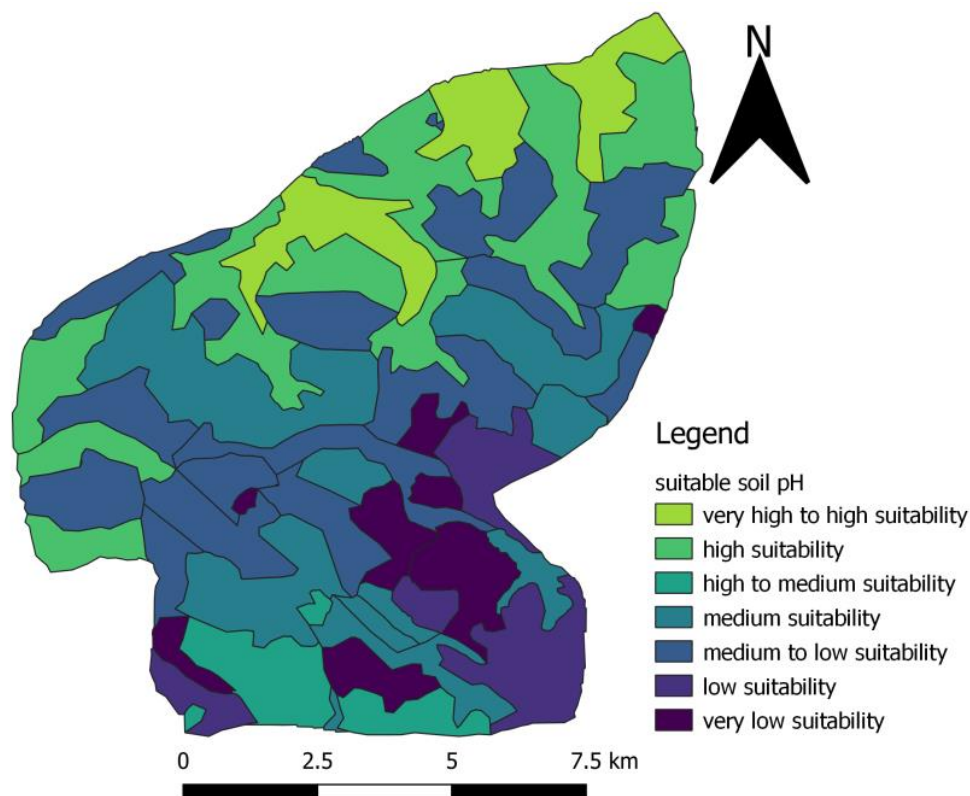 N
Legend
suitable soil pH
very high to high suitability
high suitability
high to medium suitability
medium suitability
medium to low suitability
low suitability
very low suitability
0 2.5 5 7.5 km